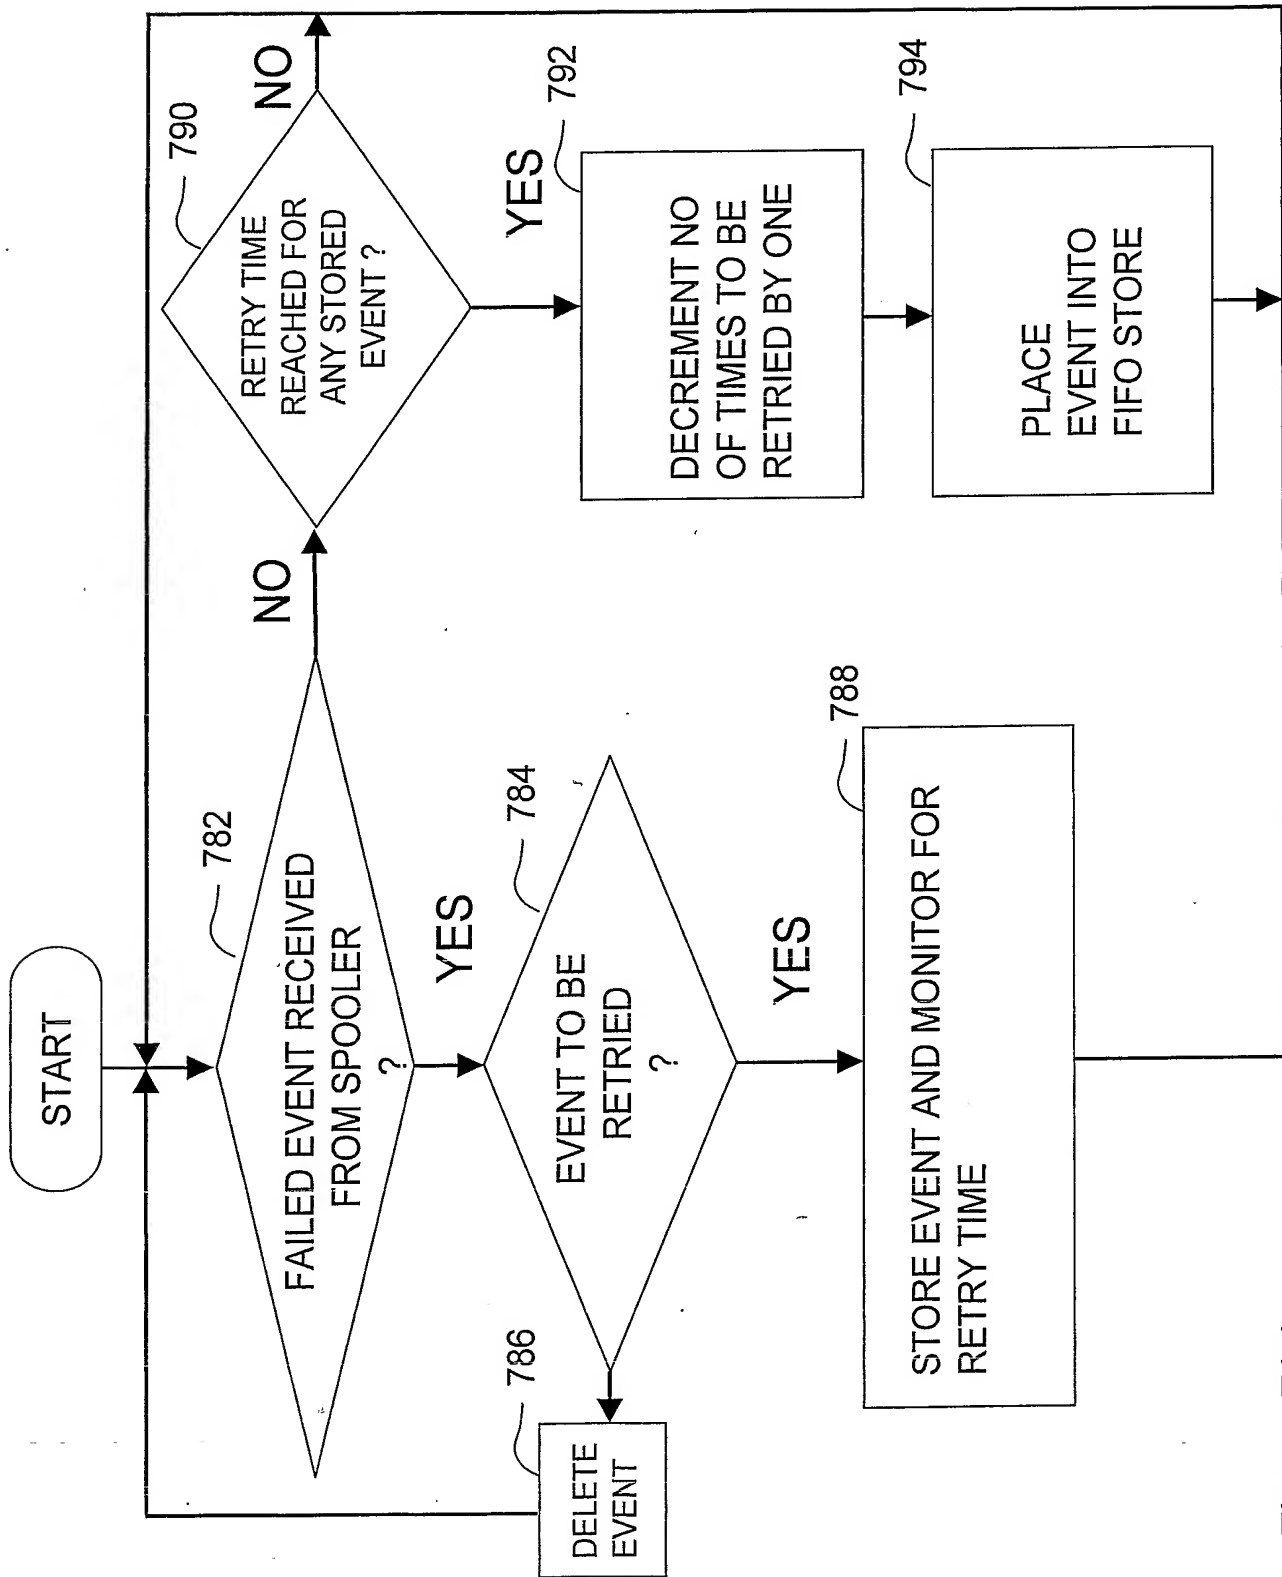 START
782
FAILED EVENT RECEIVED
FROM SPOOLER
?
NO
YES
790
RETRY TIME
REACHED FOR
ANY STORED
EVENT ?
NO
YES
784
EVENT TO BE
RETRIED
?
YES
786
DELETE
EVENT
788
STORE EVENT AND MONITOR FOR
RETRY TIME
792
DECREMENT NO
OF TIMES TO BE
RETRIED BY ONE
794
PLACE
EVENT INTO
FIFO STORE